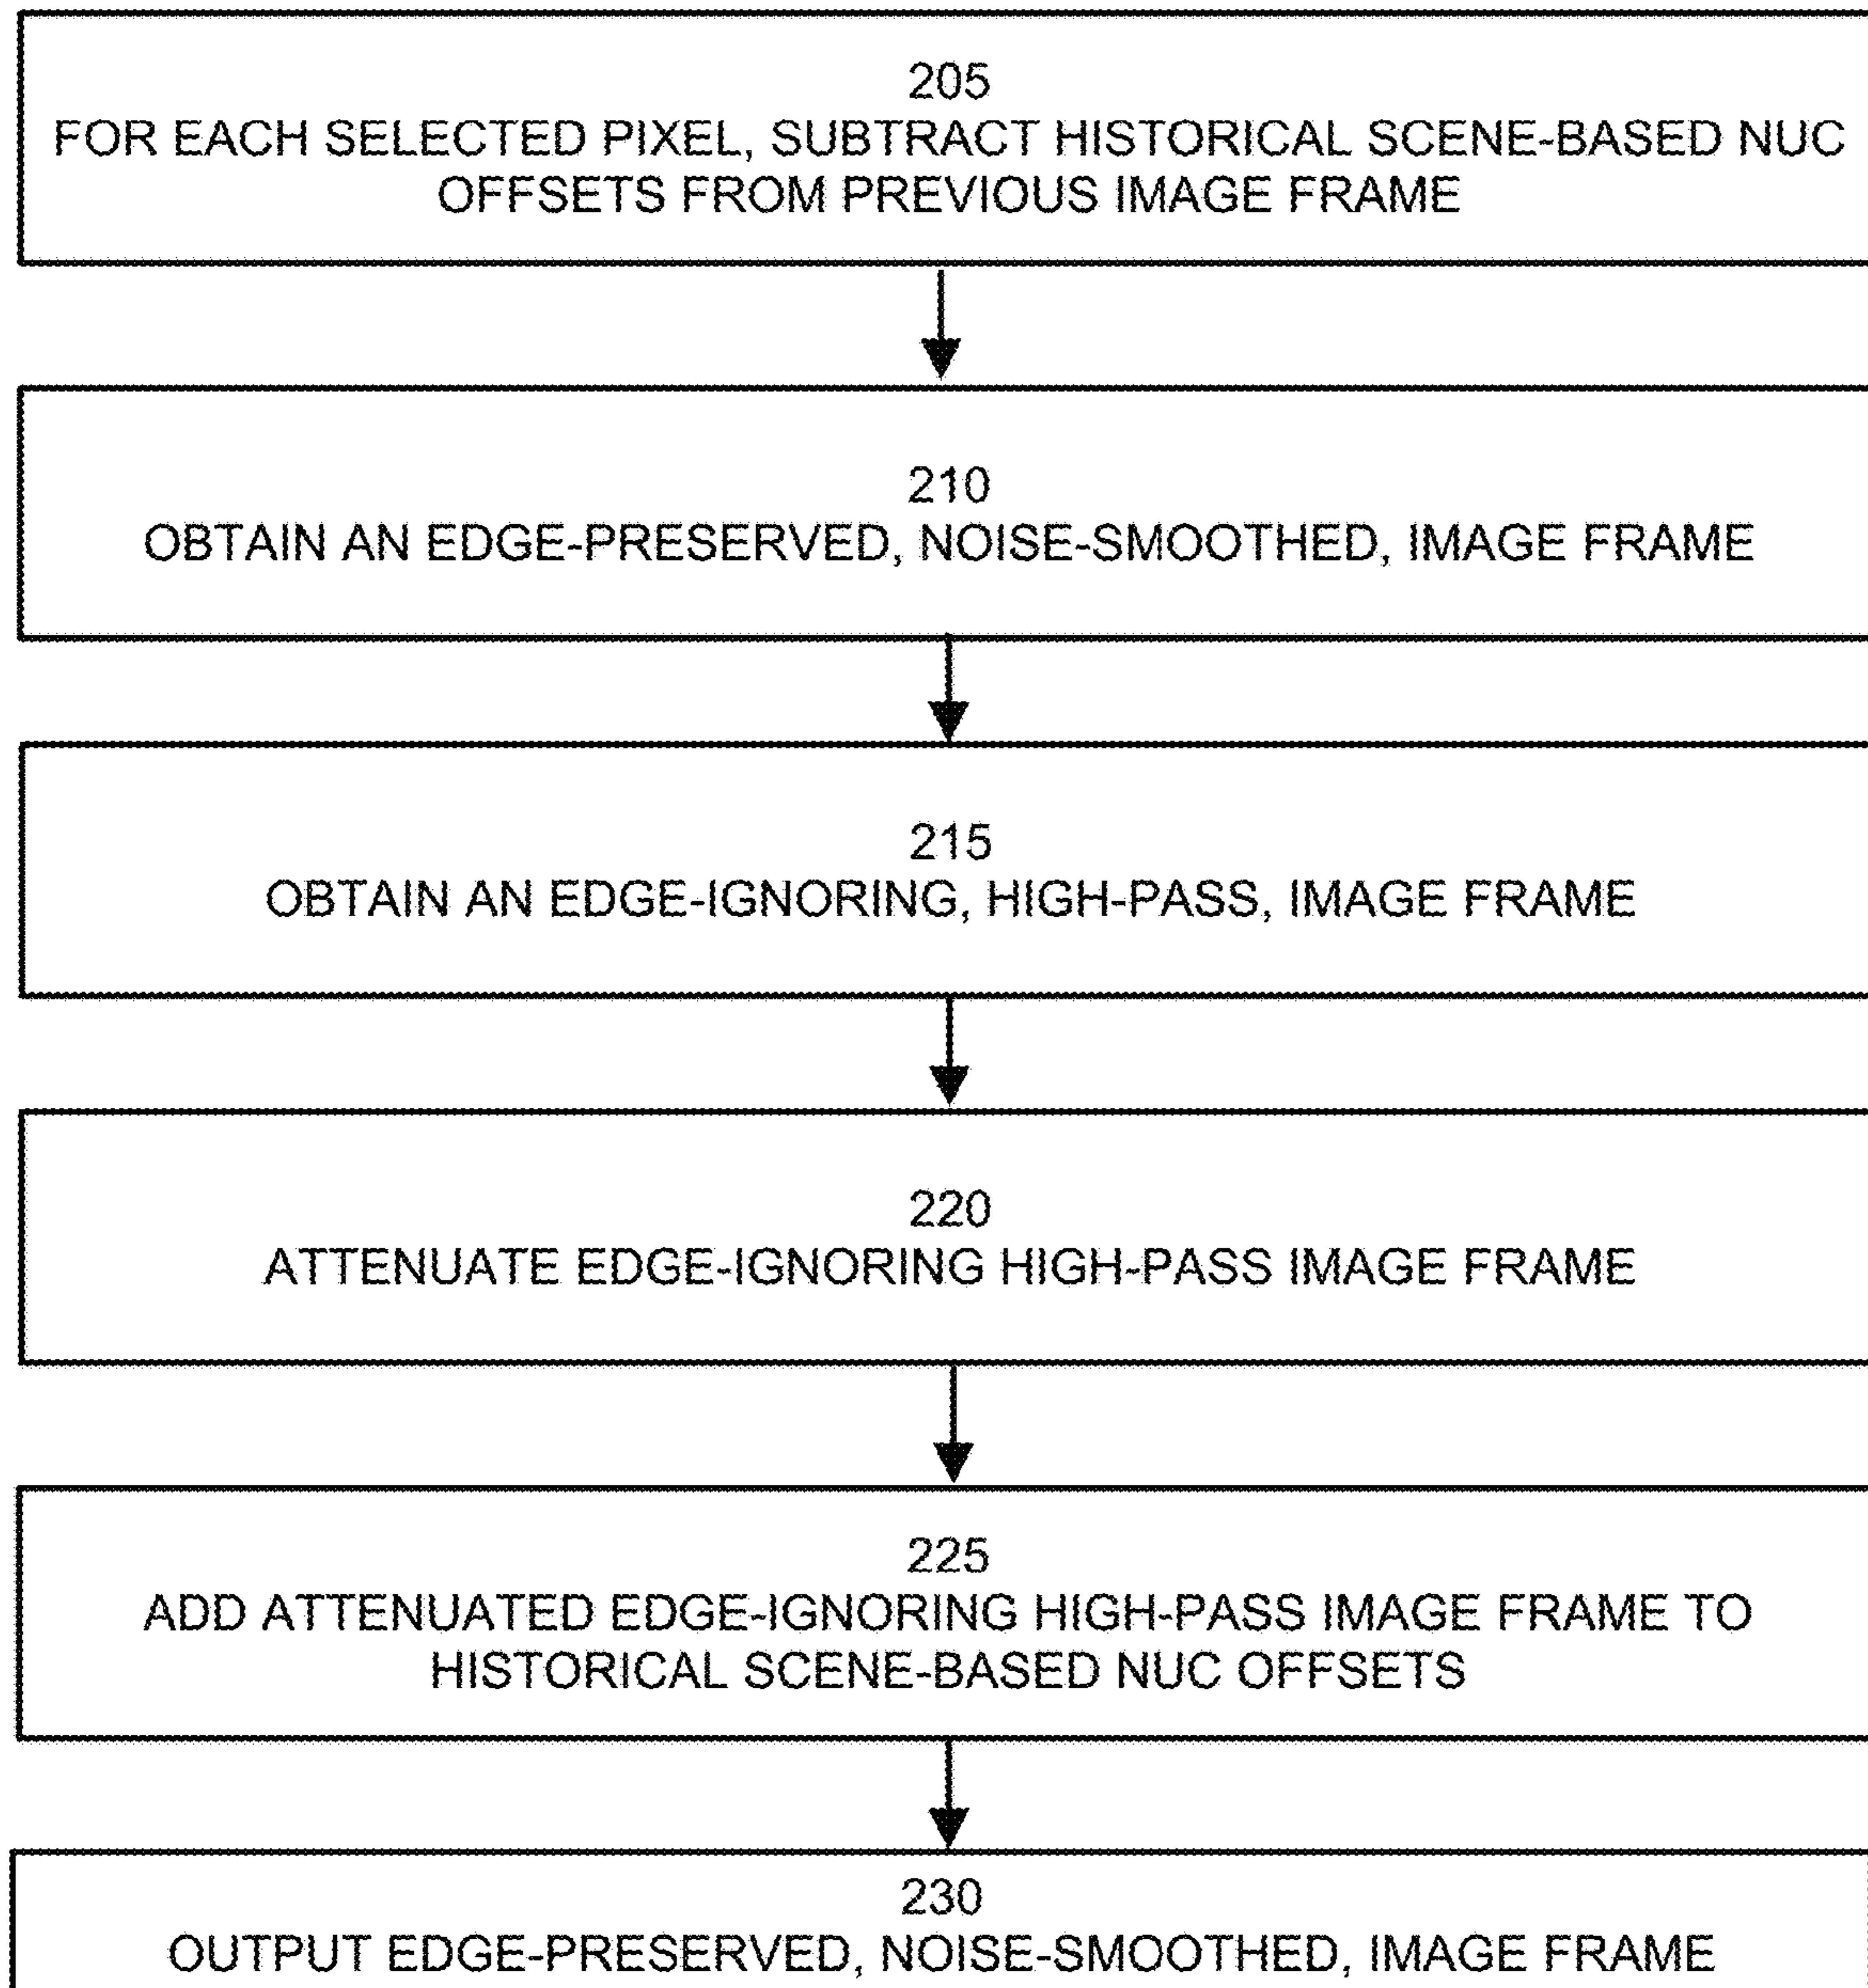 205
FOR EACH SELECTED PIXEL, SUBTRACT HISTORICAL SCENE-BASED NUC
OFFSETS FROM PREVIOUS IMAGE FRAME
210
OBTAIN AN EDGE-PRESERVED, NOISE-SMOOTHED, IMAGE FRAME
215
OBTAIN AN EDGE-IGNORING, HIGH-PASS, IMAGE FRAME
220
ATTENUATE EDGE-IGNORING HIGH-PASS IMAGE FRAME
225
ADD ATTENUATED EDGE-IGNORING HIGH-PASS IMAGE FRAME TO
HISTORICAL SCENE-BASED NUC OFFSETS
230
OUTPUT EDGE-PRESERVED, NOISE-SMOOTHED, IMAGE FRAME